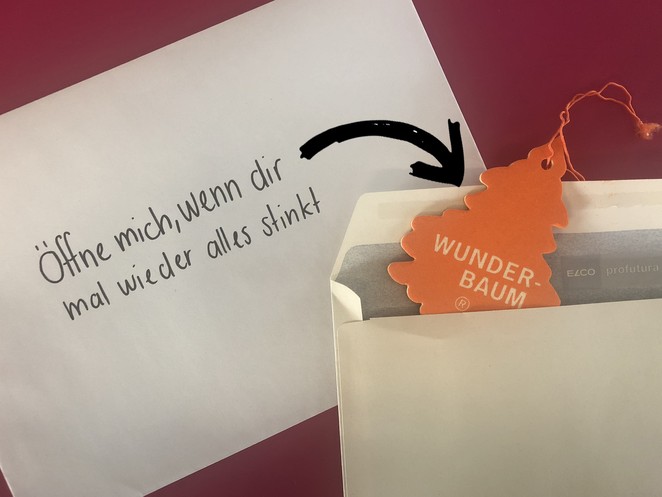 Öffne mich, wenn dir
mal wieder alles stinkt
WUNDER-
BAUM
®
ELCO profutura